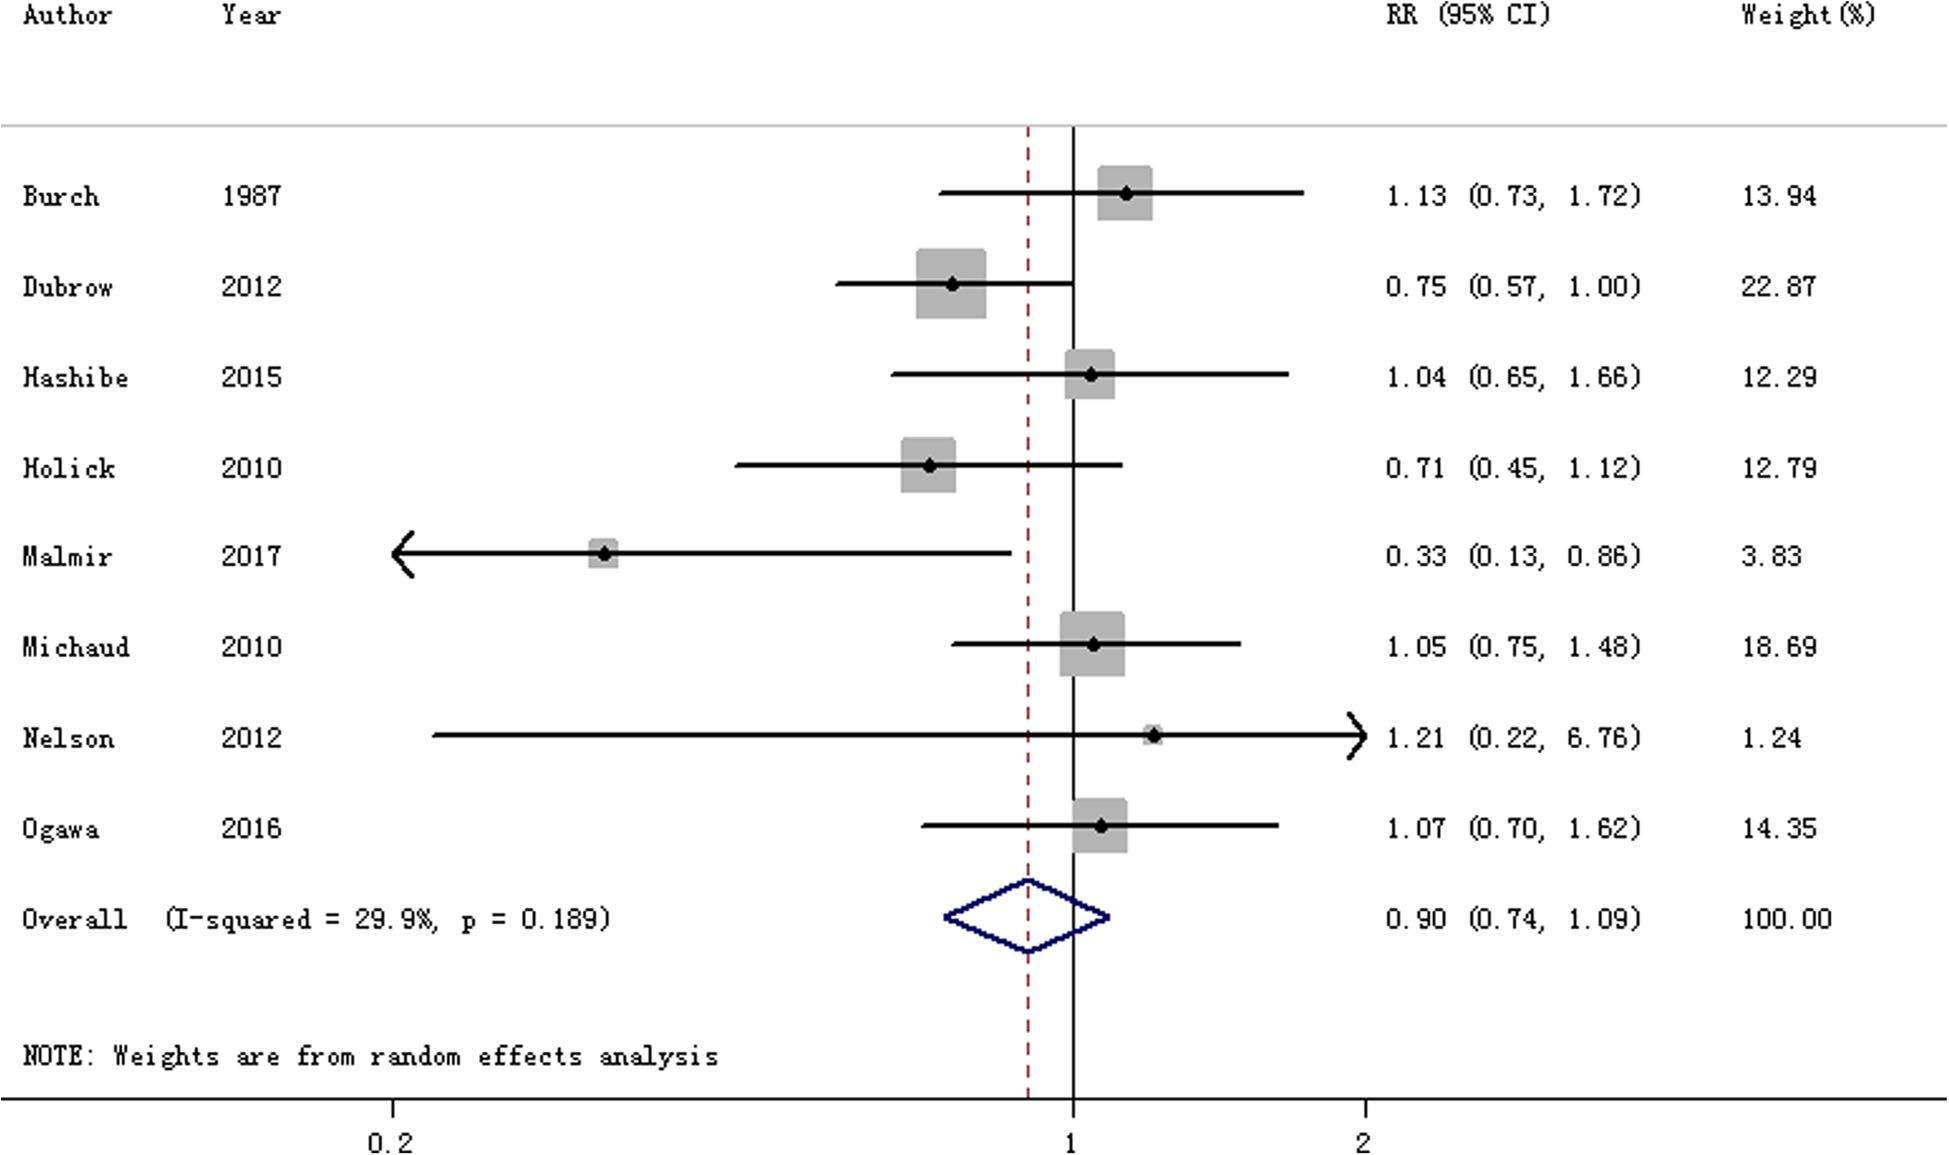 Author Year RR (95% CI) Weight(%)
Burch 1987 1.13 (0.73, 1.72) 13.94
Dubrow 2012 0.75 (0.57, 1.00) 22.87
Hashibe 2015 1.04 (0.65, 1.66) 12.29
Holick 2010 0.71 (0.45, 1.12) 12.79
Malmir 2017 0.33 (0.13, 0.86) 3.83
Michaud 2010 1.05 (0.75, 1.48) 18.69
Nelson 2012 1.21 (0.22, 6.76) 1.24
Ogawa 2016 1.07 (0.70, 1.62) 14.35
Overall (I-squared = 29.9%, p = 0.189) 0.90 (0.74, 1.09) 100.00
NOTE: Weights are from random effects analysis
0.2 1 2